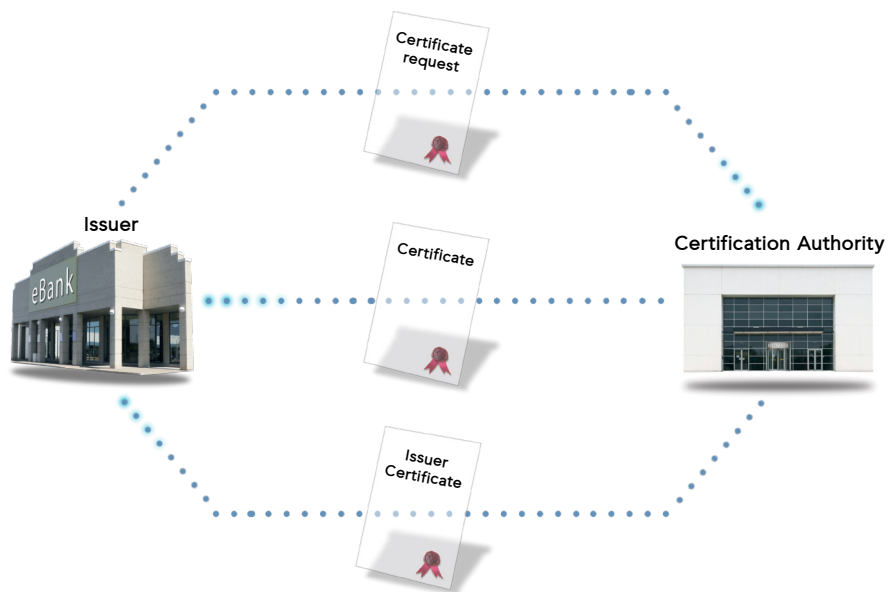 Certificate
request
Issuer
Certification Authority
eBank
Certificate
Issuer
Certificate